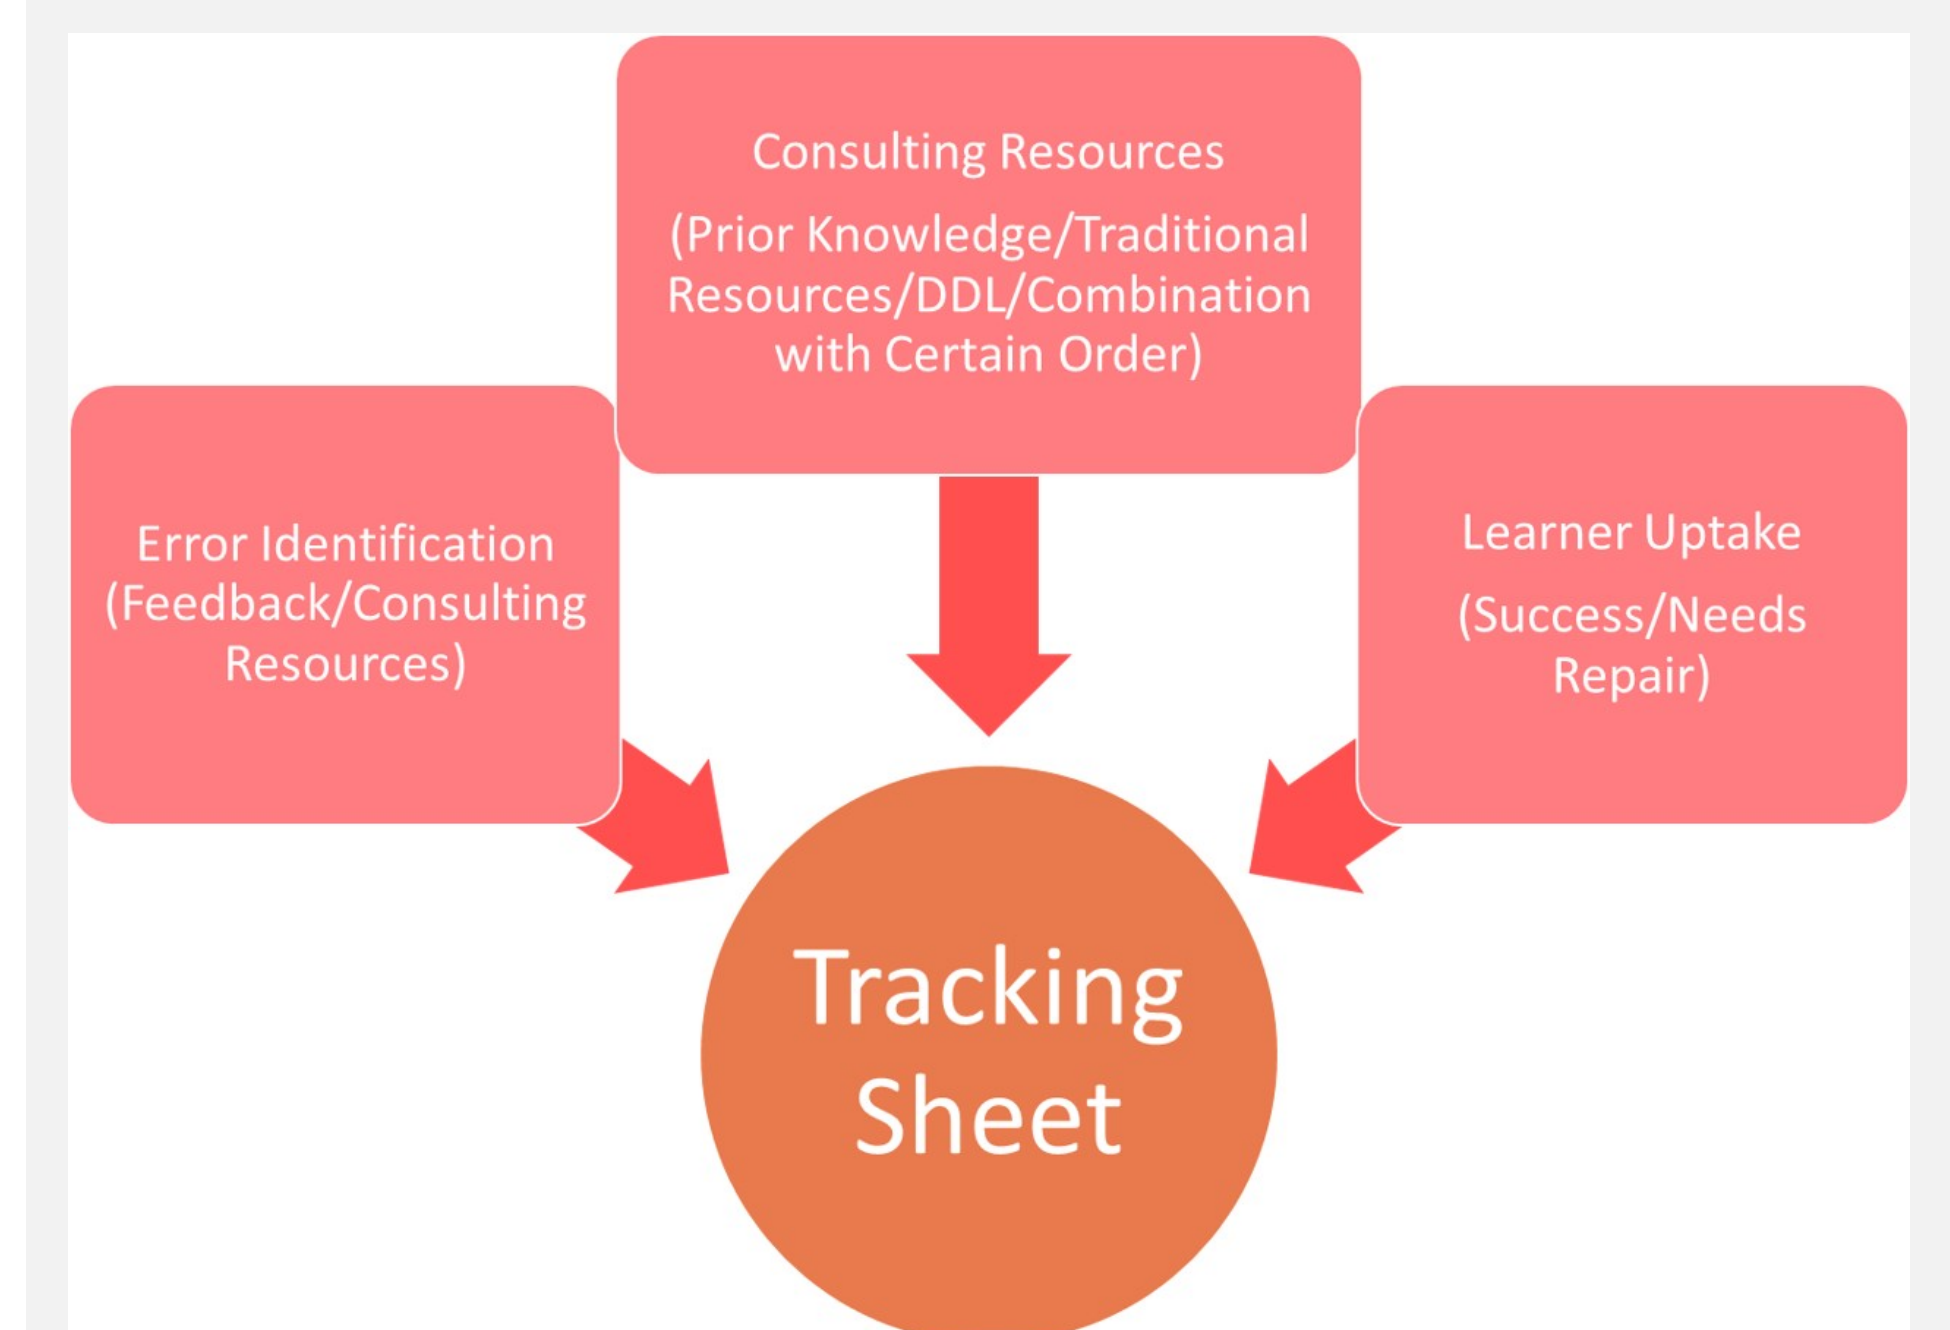 Consulting Resources
(Prior Knowledge/Traditional
Resources/DDL/Combination
with Certain Order)
Error Identification
(Feedback/Consulting
Resources)
Learner Uptake
(Success/Needs
Repair)
Tracking
Sheet